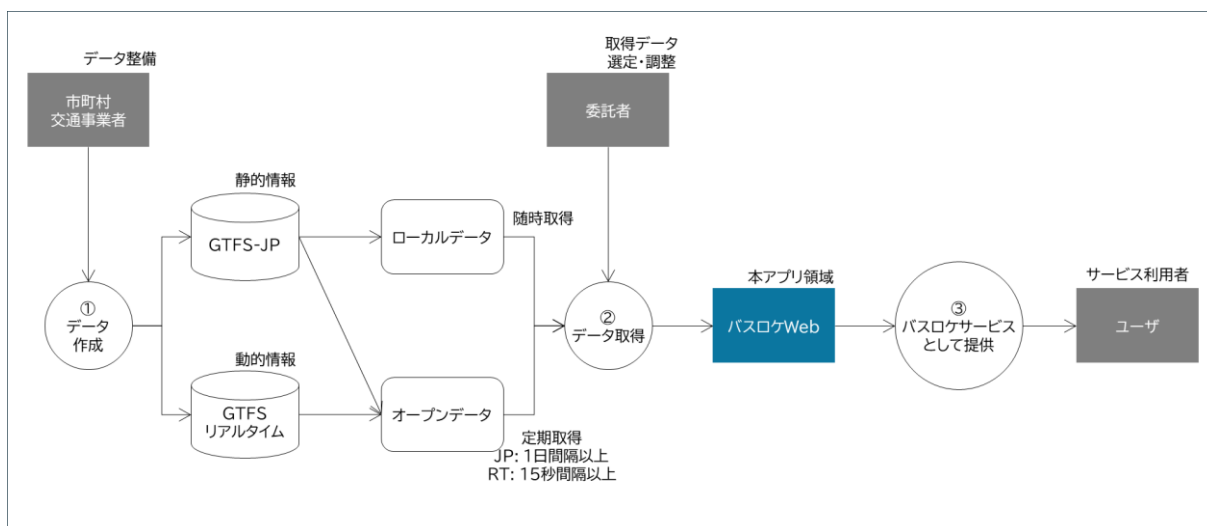 データ整備
市町村
交通事業者
取得データ
選定・調整
委託者
静的情報
GTFS-JP
ローカルデータ
随時取得
①
データ
作成
動的情報
GTFS
リアルタイム
オープンデータ
定期取得
JP: 1日間隔以上
RT: 15秒間隔以上
②
データ取得
本アプリ領域
バスロケWeb
③
バスロケサービス
として提供
サービス利用者
ユーザ